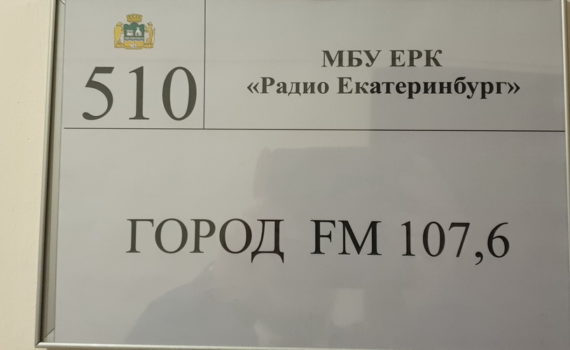 510
МБУ ЕРК
«Радио Екатеринбург»
ГОРОД FM 107,6